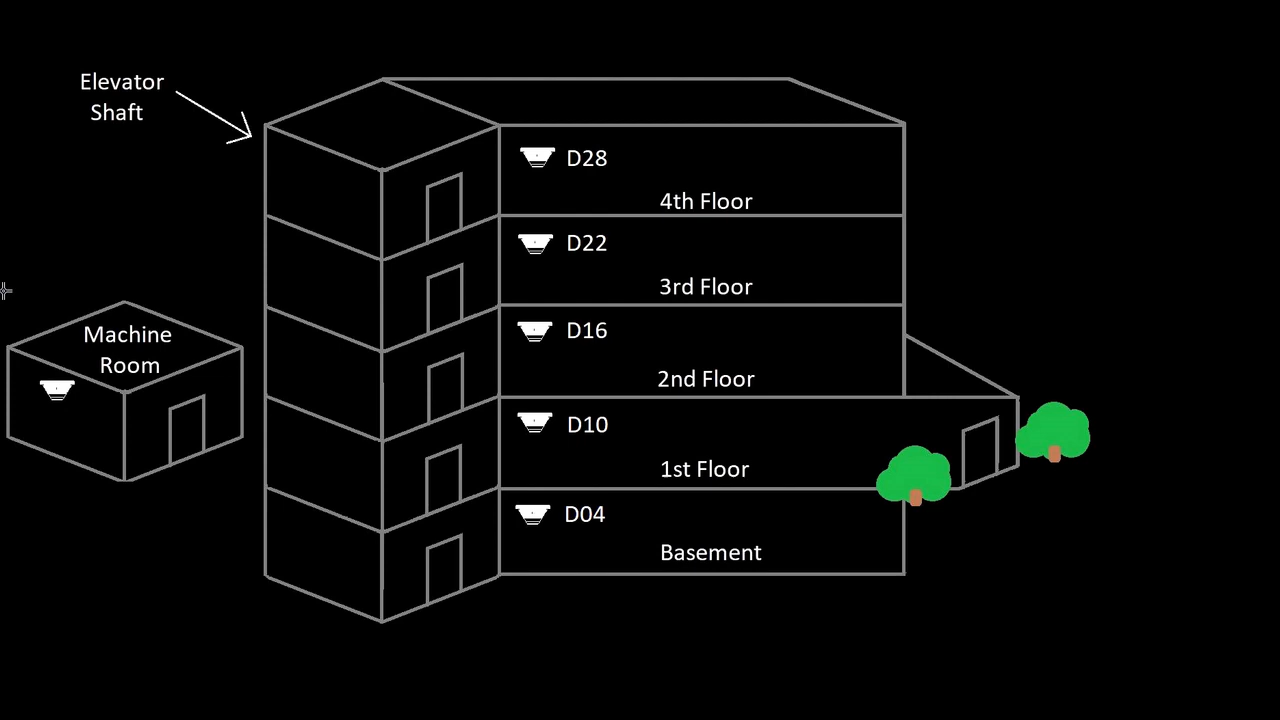 Elevator
Shaft
D28
4th Floor
D22
3rd Floor
Machine
Room
D16
2nd Floor
D10
1st Floor
D04
Basement